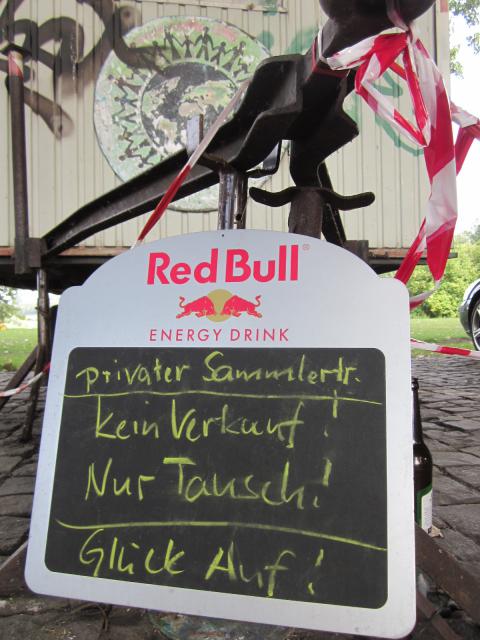 Red Bull
ENERGY DRINK
privater Sammlertr.
kein Verkauf!
Nur Tausch!
Glück Auf!